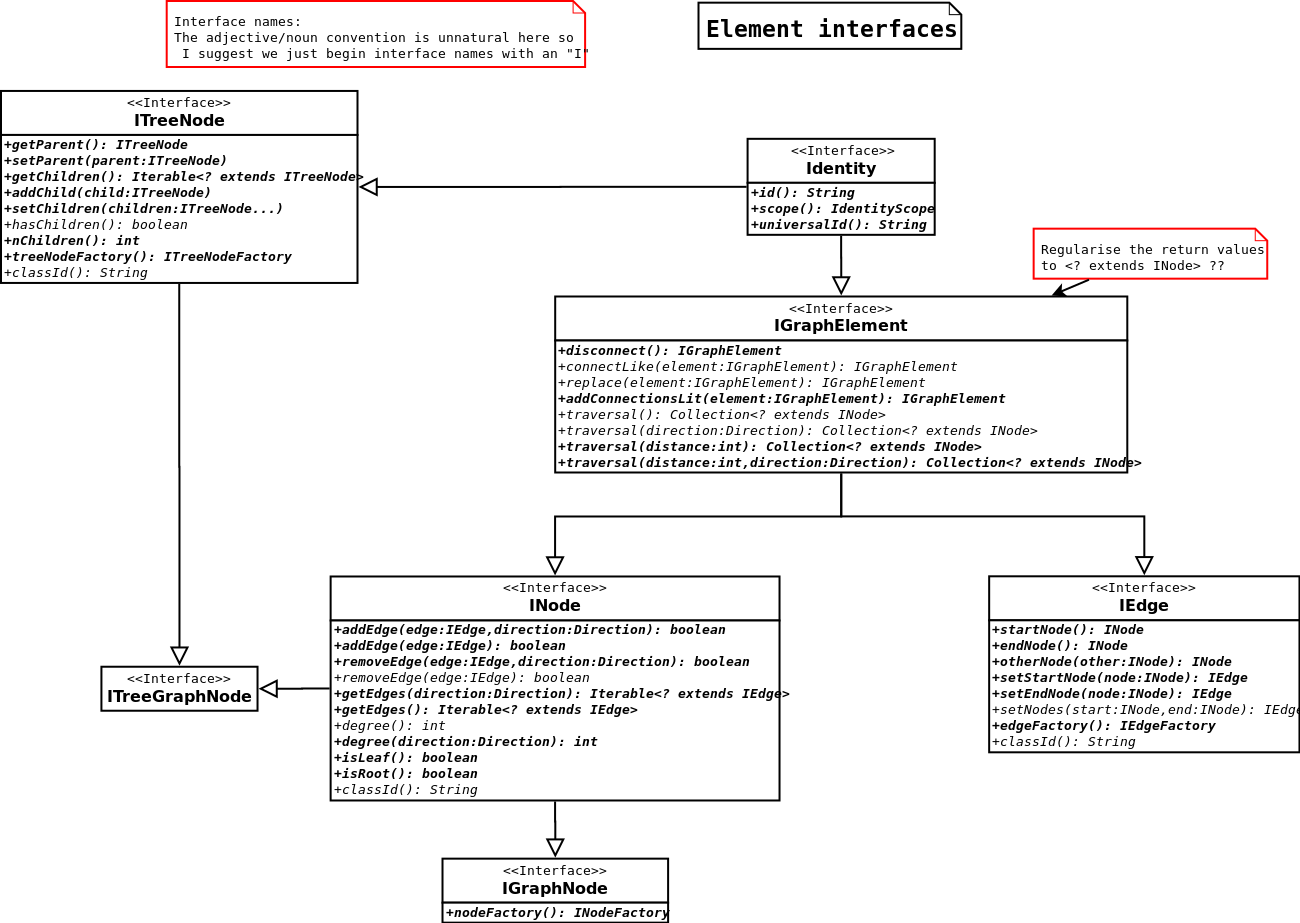 Interface names:
The adjective/noun convention is unnatural here so
I suggest we just begin interface names with an "I"
Element interfaces
<<Interface>>
ITreeNode
+getParent(): ITreeNode
+setParent(parent:ITreeNode)
+getChildren(): Iterable<? extends ITreeNode>
+addChild(child:ITreeNode)
+setChildren(children:ITreeNode...)
+hasChildren(): boolean
+nChildren(): int
+treeNodeFactory(): ITreeNodeFactory
+classId(): String
<<Interface>>
Identity
+id(): String
+scope(): IdentityScope
+universalId(): String
Regularise the return values
to <? extends INode> ??
<<Interface>>
IGraphElement
+disconnect(): IGraphElement
+connectLike(element:IGraphElement): IGraphElement
+replace(element:IGraphElement): IGraphElement
+addConnectionsLit(element:IGraphElement): IGraphElement
+traversal(): Collection<? extends INode>
+traversal(direction:Direction): Collection<? extends INode>
+traversal(distance:int): Collection<? extends INode>
+traversal(distance:int,direction:Direction): Collection<? extends INode>
<<Interface>>
INode
+addEdge(edge:IEdge,direction:Direction): boolean
+addEdge(edge:IEdge): boolean
+removeEdge(edge:IEdge,direction:Direction): boolean
+removeEdge(edge:IEdge): boolean
+getEdges(direction:Direction): Iterable<? extends IEdge>
+getEdges(): Iterable<? extends IEdge>
+degree(): int
+degree(direction:Direction): int
+isLeaf(): boolean
+isRoot(): boolean
+classId(): String
<<Interface>>
IEdge
+startNode(): INode
+endNode(): INode
+otherNode(other:INode): INode
+setStartNode(node:INode): IEdge
+setEndNode(node:INode): IEdge
+setNodes(start:INode,end:INode): IEdge
+edgeFactory(): IEdgeFactory
+classId(): String
<<Interface>>
ITreeGraphNode
<<Interface>>
IGraphNode
+nodeFactory(): INodeFactory